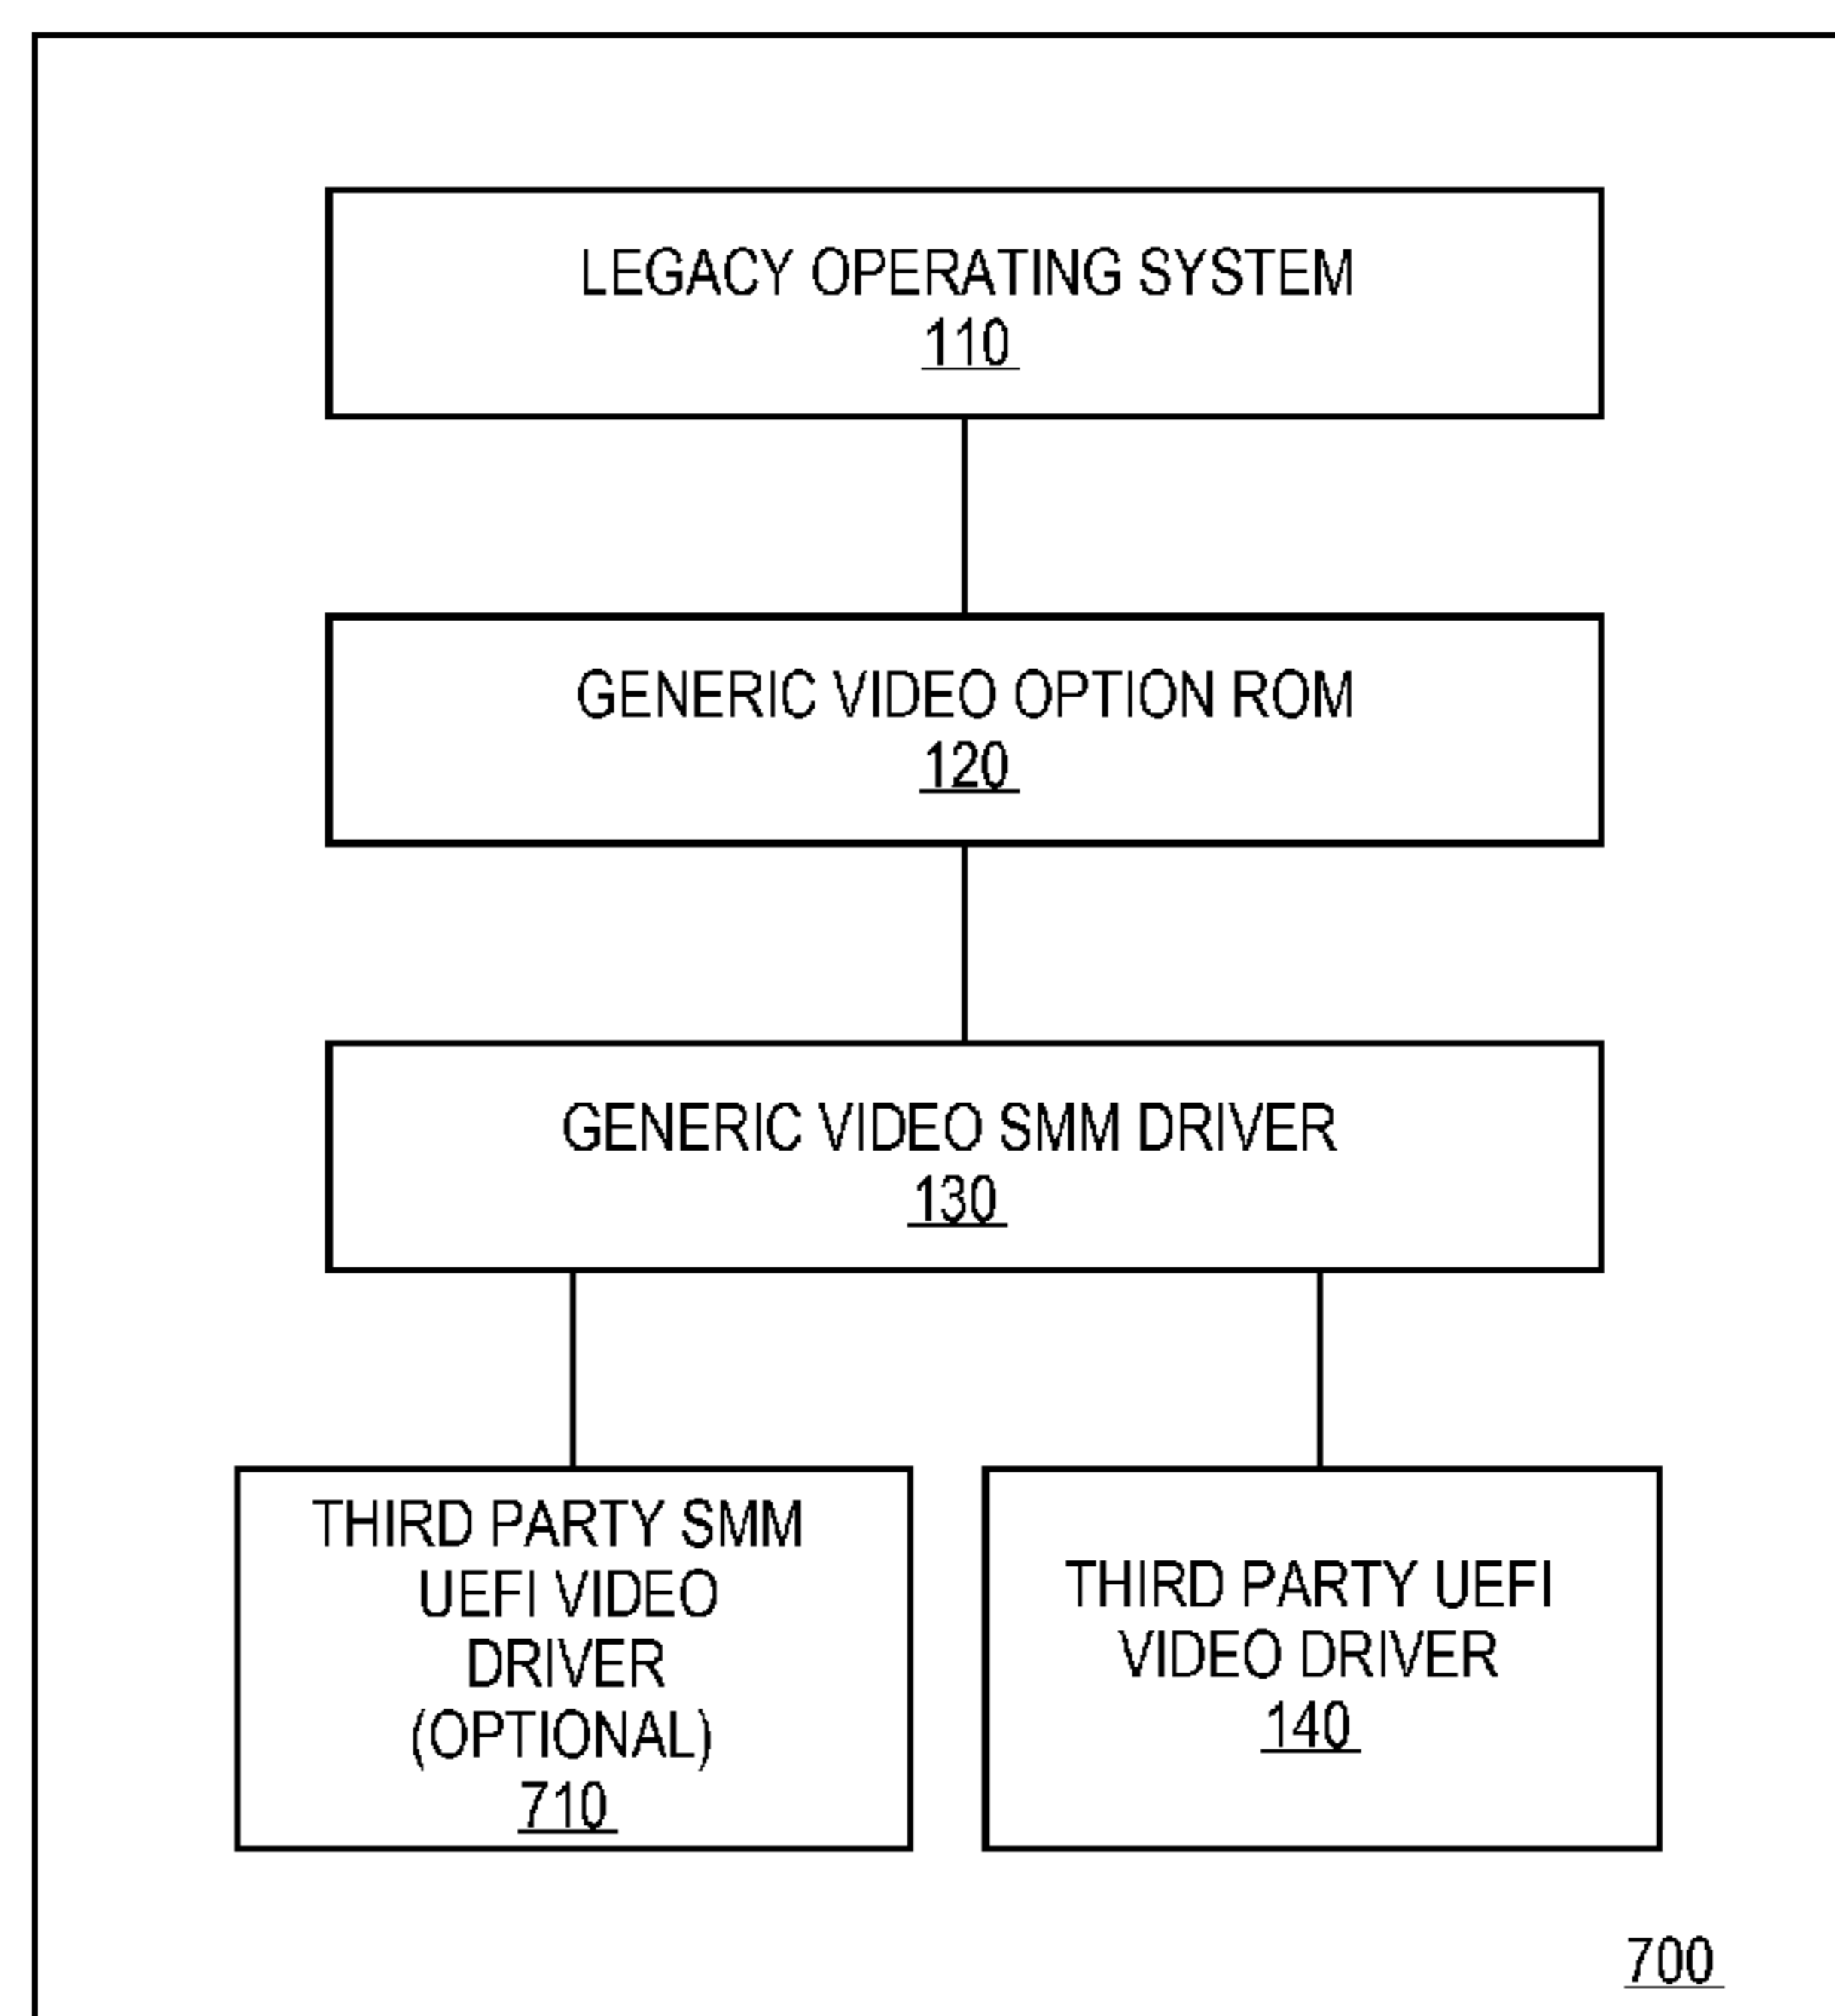 LEGACY OPERATING SYSTEM
110
GENERIC VIDEO OPTION ROM
120
GENERIC VIDEO SMM DRIVER
130
THIRD PARTY SMM
UEFI VIDEO
DRIVER
(OPTIONAL)
710
THIRD PARTY UEFI
VIDEO DRIVER
140
700